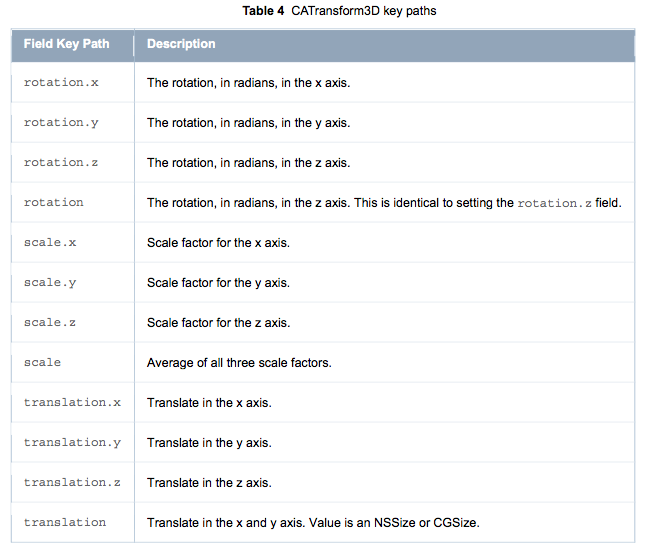 Table 4 CATransform3D key paths
Field Key Path Description
rotation.x The rotation, in radians, in the x axis.
rotation.y The rotation, in radians, in the y axis.
rotation.z The rotation, in radians, in the z axis.
rotation The rotation, in radians, in the z axis. This is identical to setting the rotation.z field.
scale.x Scale factor for the x axis.
scale.y Scale factor for the y axis.
scale.z Scale factor for the z axis.
scale Average of all three scale factors.
translation.x Translate in the x axis.
translation.y Translate in the y axis.
translation.z Translate in the z axis.
translation Translate in the x and y axis. Value is an NSSize or CGSize.